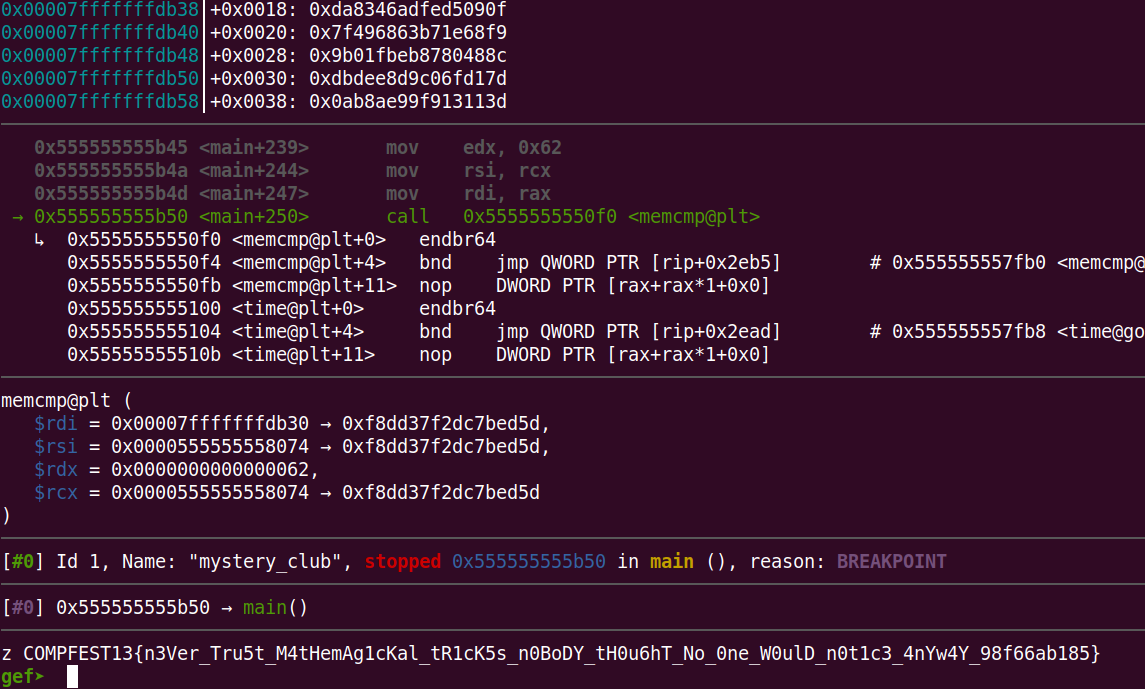 0x00007fffffffdb38 +0x0018: 0xda8346adfed5090f
0x00007fffffffdb40 +0x0020: 0x7f496863b71e68f9
0x00007fffffffdb48 +0x0028: 0x9b01fbeb8780488c
0x00007fffffffdb50 +0x0030: 0xdbdee8d9c06fd17d
0x00007fffffffdb58 +0x0038: 0x0ab8ae99f913113d
0x555555555b45 <main+239> mov edx, 0x62
0x555555555b4a <main+244> mov rsi, rcx
0x555555555b4d <main+247> mov rdi, rax
→ 0x555555555b50 <main+250> call 0x5555555550f0 <memcmp@plt>
↳ 0x5555555550f0 <memcmp@plt+0> endbr64
0x5555555550f4 <memcmp@plt+4> bnd jmp QWORD PTR [rip+0x2eb5] # 0x555555557fb0 <memcmp@
0x5555555550fb <memcmp@plt+11> nop DWORD PTR [rax+rax*1+0x0]
0x555555555100 <time@plt+0> endbr64
0x555555555104 <time@plt+4> bnd jmp QWORD PTR [rip+0x2ead] # 0x555555557fb8 <time@go
0x55555555510b <time@plt+11> nop DWORD PTR [rax+rax*1+0x0]
memcmp@plt (
$rdi = 0x00007fffffffdb30 → 0xf8dd37f2dc7bed5d,
$rsi = 0x0000555555558074 → 0xf8dd37f2dc7bed5d,
$rdx = 0x0000000000000062,
$rcx = 0x0000555555558074 → 0xf8dd37f2dc7bed5d
)
[#0] Id 1, Name: "mystery_club", stopped 0x555555555b50 in main (), reason: BREAKPOINT
[#0] 0x555555555b50 → main()
z COMPFEST13{n3Ver_Tru5t_M4tHemAg1cKal_tR1cK5s_n0BoDY_tH0u6hT_No_0ne_W0ulD_n0t1c3_4nYw4Y_98f66ab185}
gef➤